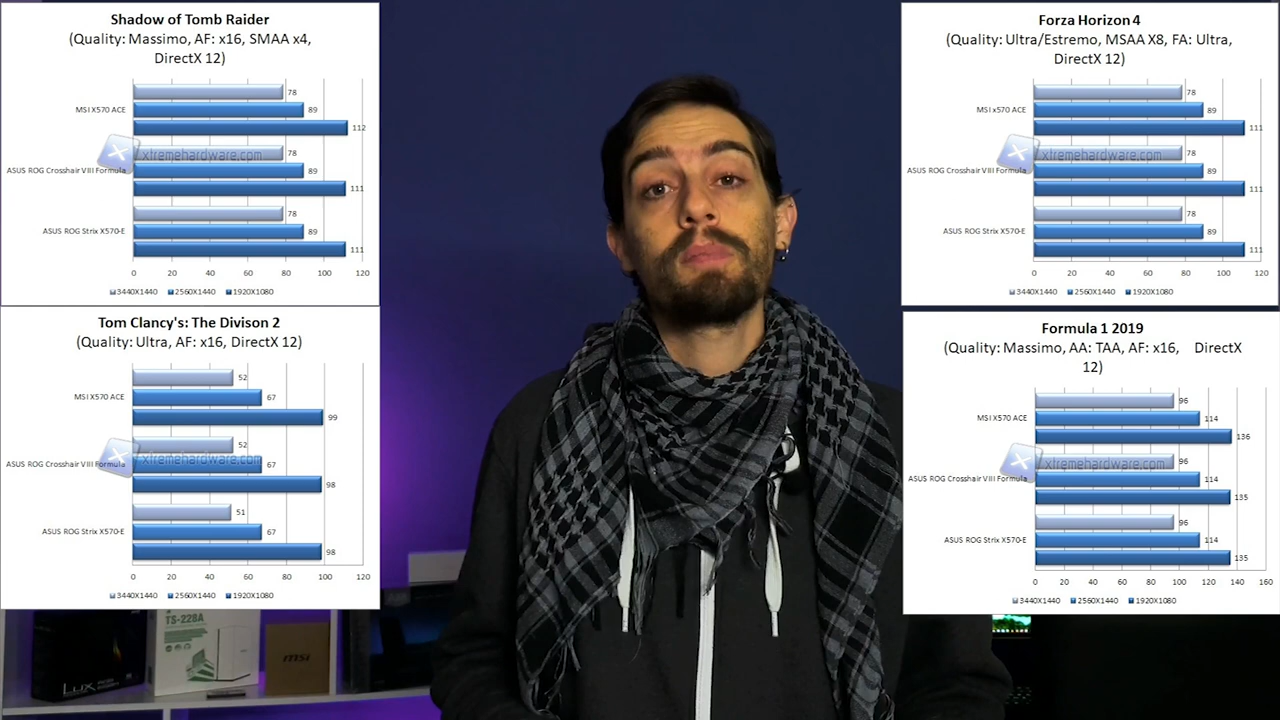 Shadow of Tomb Raider
(Quality: Massimo, AF: x16, SMAA x4,
DirectX 12)
MSI X570 ACE
78
89
112
ASUS ROG Crosshair VIII Formula
xtremehardware.com
78
89
111
ASUS ROG Strix X570-E
78
89
111
0 20 40 60 80 100 120
3440X1440 2560X1440 1920X1080
Forza Horizon 4
(Quality: Ultra/Estremo, MSAA X8, FA: Ultra,
DirectX 12)
MSI X570 ACE
78
89
111
ASUS ROG Crosshair VIII Formula
xtremehardware.com
78
89
111
ASUS ROG Strix X570-E
78
89
111
0 20 40 60 80 100 120
3440X1440 2560X1440 1920X1080
Tom Clancy's: The Divison 2
(Quality: Ultra, AF: x16, DirectX 12)
MSI X570 ACE
52
67
99
ASUS ROG Crosshair VIII Formula
xtremehardware.com
52
67
98
ASUS ROG Strix X570-E
51
67
98
0 20 40 60 80 100 120
3440X1440 2560X1440 1920X1080
Formula 1 2019
(Quality: Massimo, AA: TAA, AF: x16, DirectX
12)
MSI X570 ACE
96
114
136
ASUS ROG Crosshair VIII Formula
xtremehardware.com
96
114
135
ASUS ROG Strix X570-E
96
114
135
0 20 40 60 80 100 120 140 160
3440X1440 2560X1440 1920X1080
TS-228A
LUX
msi